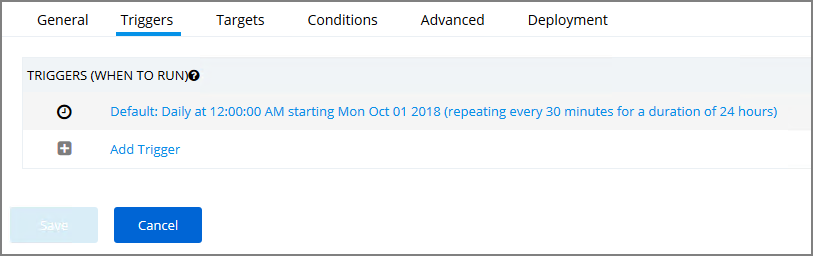 General Triggers Targets Conditions Advanced Deployment
TRIGGERS (WHEN TO RUN)
Default: Daily at 12:00:00 AM starting Mon Oct 01 2018 (repeating every 30 minutes for a duration of 24 hours)
Add Trigger
Save Cancel